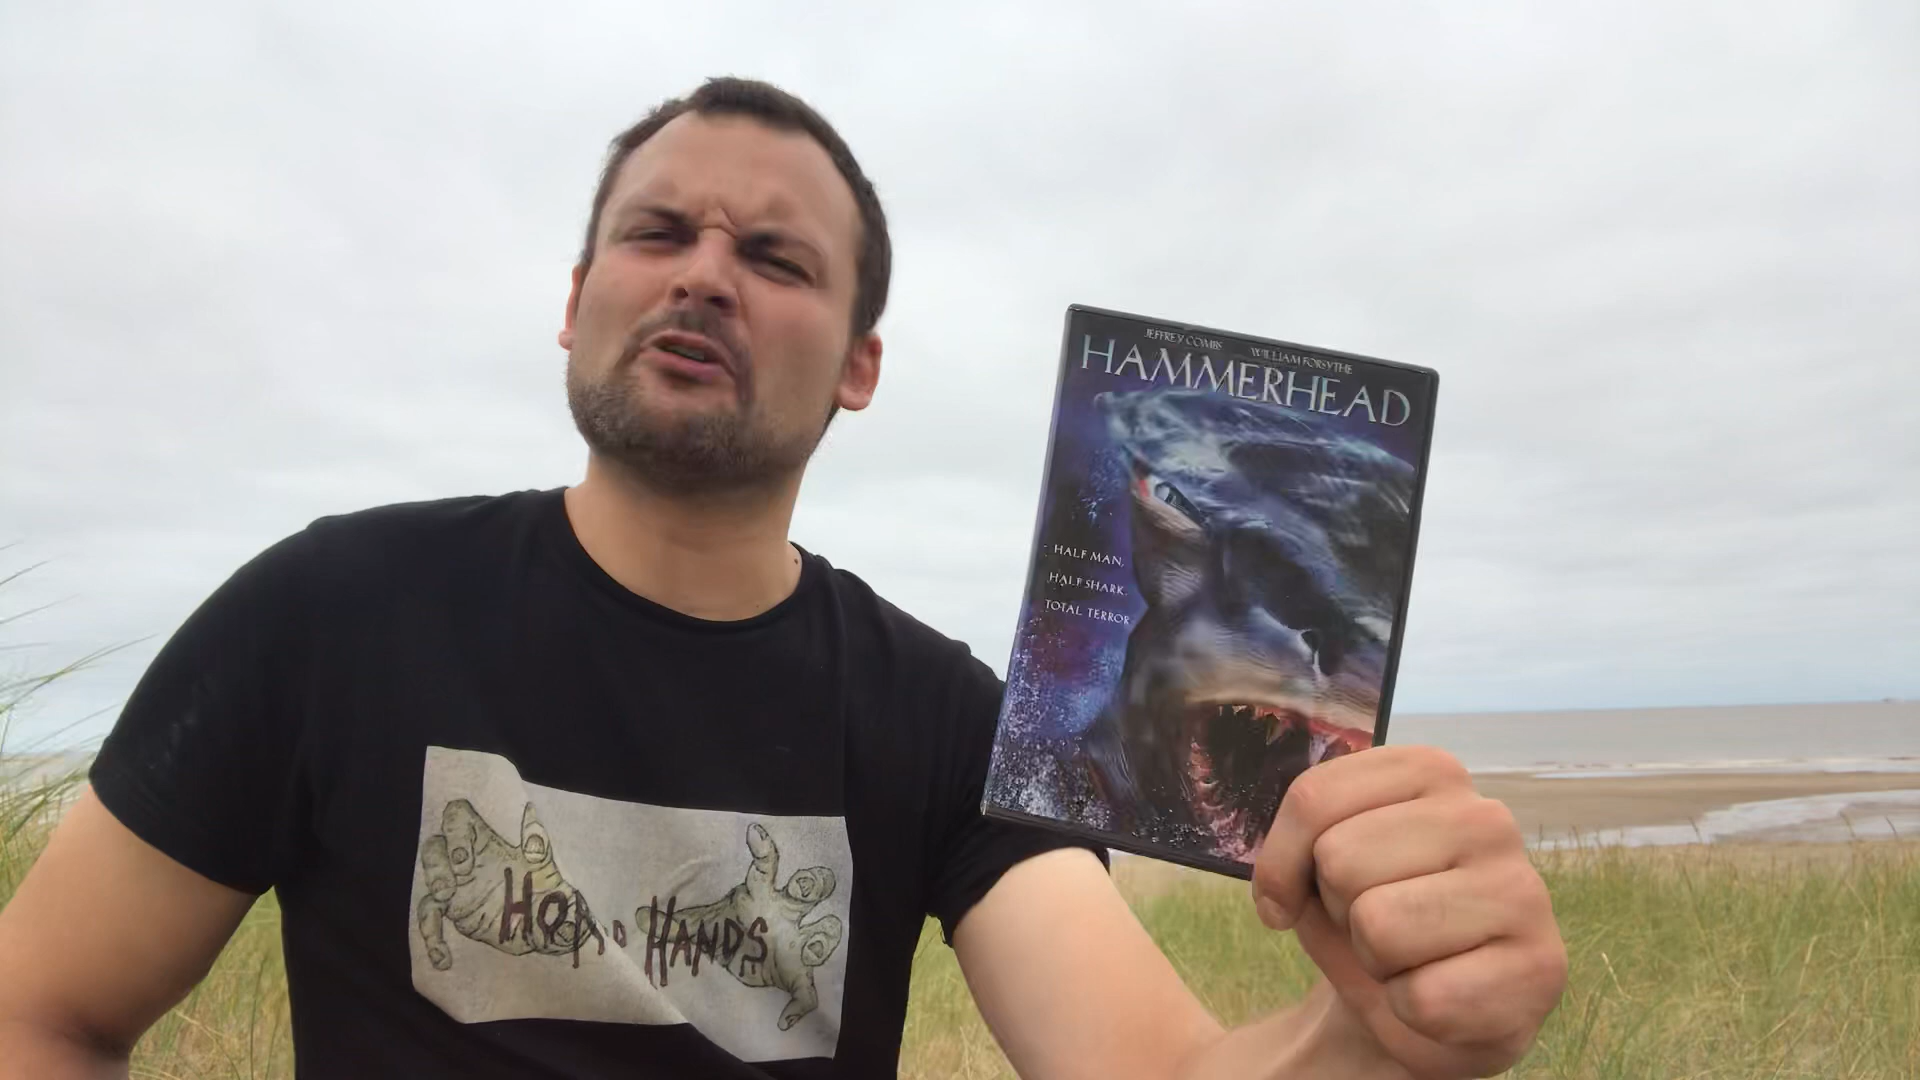 JEFFREY COMBS WILLIAM FORSYTHE
HAMMERHEAD
HALF MAN,
HALF SHARK.
TOTAL TERROR.
HANDS